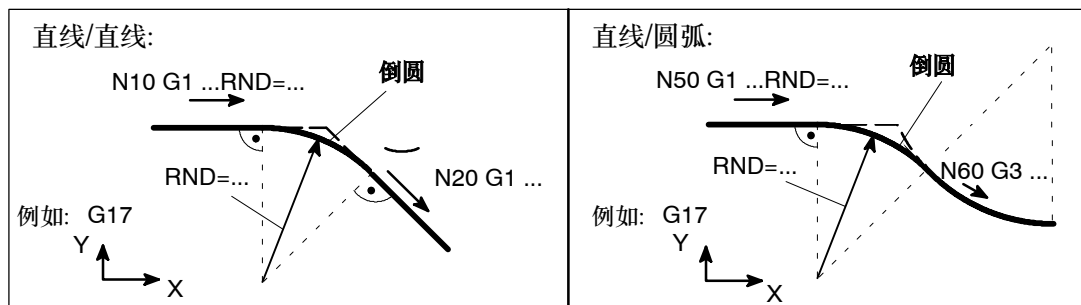 直线/直线:
N10 G1 ...RND=...
倒圆
RND=...
N20 G1 ...
例如: G17
Y
X
直线/圆弧:
N50 G1 ...RND=...
倒圆
RND=...
N60 G3 ...
例如: G17
Y
X